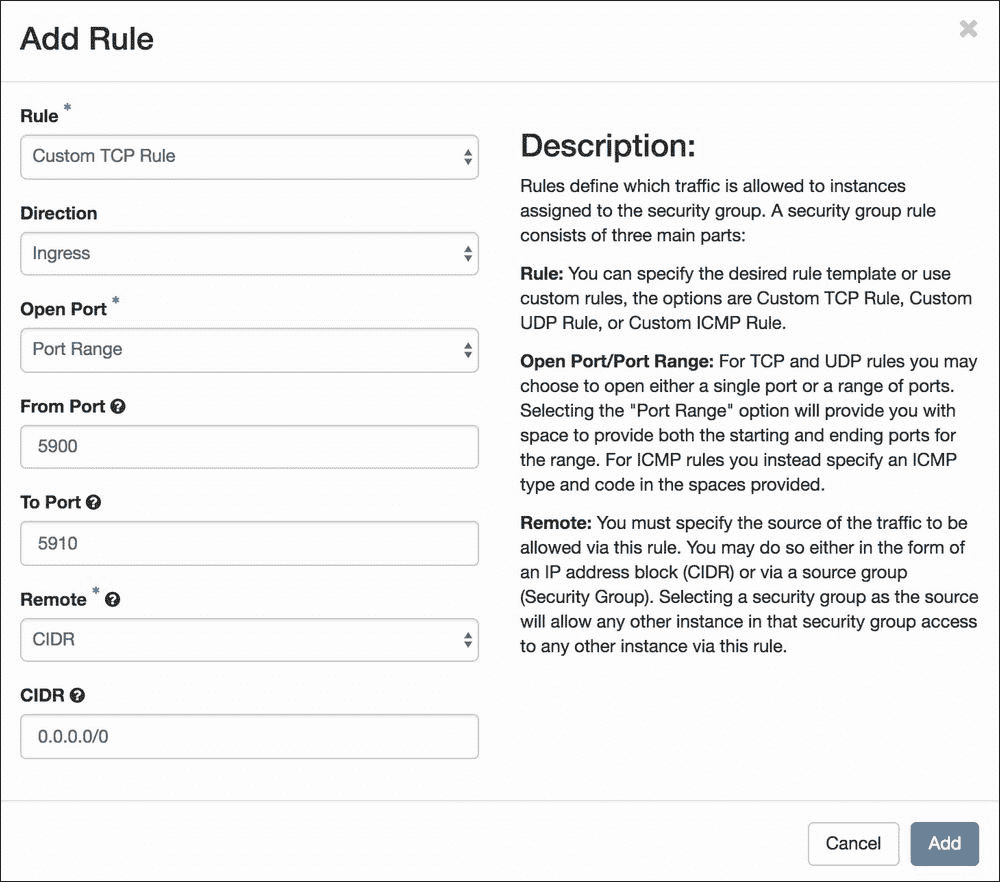 Add Rule
×
Rule *
Custom TCP Rule
Direction
Ingress
Open Port *
Port Range
From Port ?
5900
To Port ?
5910
Remote * ?
CIDR
CIDR ?
0.0.0.0/0
Description:
Rules define which traffic is allowed to instances
assigned to the security group. A security group rule
consists of three main parts:
Rule: You can specify the desired rule template or use
custom rules, the options are Custom TCP Rule, Custom
UDP Rule, or Custom ICMP Rule.
Open Port/Port Range: For TCP and UDP rules you may
choose to open either a single port or a range of ports.
Selecting the "Port Range" option will provide you with
space to provide both the starting and ending ports for
the range. For ICMP rules you instead specify an ICMP
type and code in the spaces provided.
Remote: You must specify the source of the traffic to be
allowed via this rule. You may do so either in the form of
an IP address block (CIDR) or via a source group
(Security Group). Selecting a security group as the source
will allow any other instance in that security group access
to any other instance via this rule.
Cancel
Add